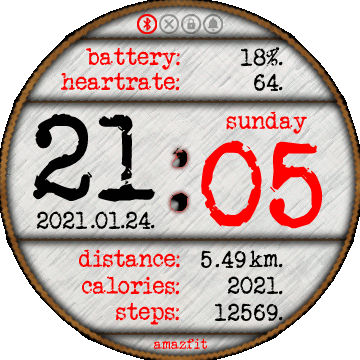 battery: 18%.
heartrate: 64.
sunday
21:05
2021.01.24.
distance: 5.49 km.
calories: 2021.
steps: 12569.
amazfit